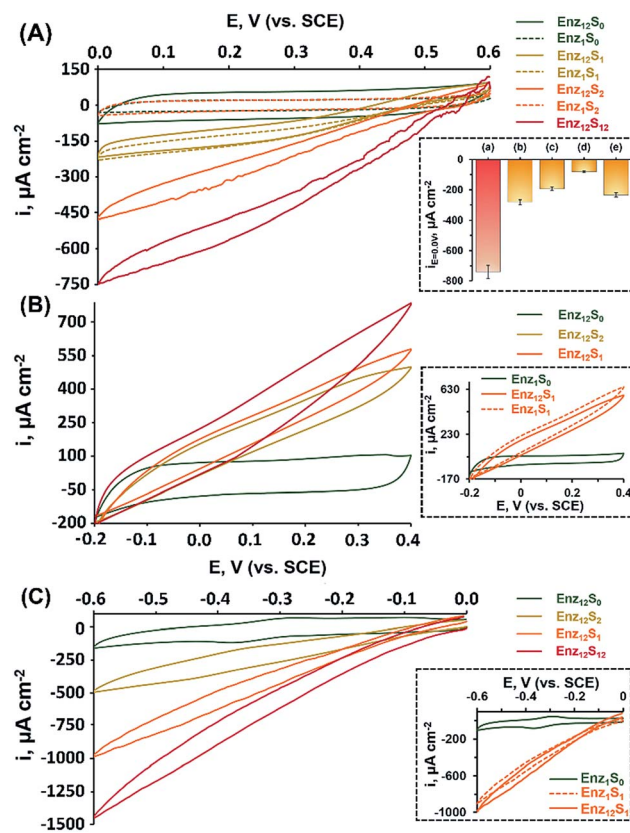 (A)
E, V (vs. SCE)
0.0 0.1 0.2 0.3 0.4 0.5 0.6
150
0
-150
-300
-450
-600
-750
i, µA cm⁻²
Enz₁₂S₀
Enz₁S₀
Enz₁₂S₁
Enz₁S₁
Enz₁₂S₂
Enz₁S₂
Enz₁₂S₁₂
(a) (b) (c) (d) (e)
0
-200
-400
-600
-800
i_E=0.0V, µA cm⁻²
(B)
700
550
400
250
100
-50
-200
i, µA cm⁻²
-0.2 -0.1 0.0 0.1 0.2 0.3 0.4
E, V (vs. SCE)
Enz₁₂S₀
Enz₁₂S₂
Enz₁₂S₁
Enz₁S₀
Enz₁₂S₁
Enz₁S₁
630
230
-170
i, µA cm⁻²
-0.2 0 0.2 0.4
E, V (vs. SCE)
(C)
E, V (vs. SCE)
-0.6 -0.5 -0.4 -0.3 -0.2 -0.1 0.0
0
-250
-500
-750
-1000
-1250
-1500
i, µA cm⁻²
Enz₁₂S₀
Enz₁₂S₂
Enz₁₂S₁
Enz₁₂S₁₂
E, V (vs. SCE)
-0.6 -0.4 -0.2 0
-200
-600
-1000
i, µA cm⁻²
Enz₁S₀
Enz₁S₁
Enz₁₂S₁